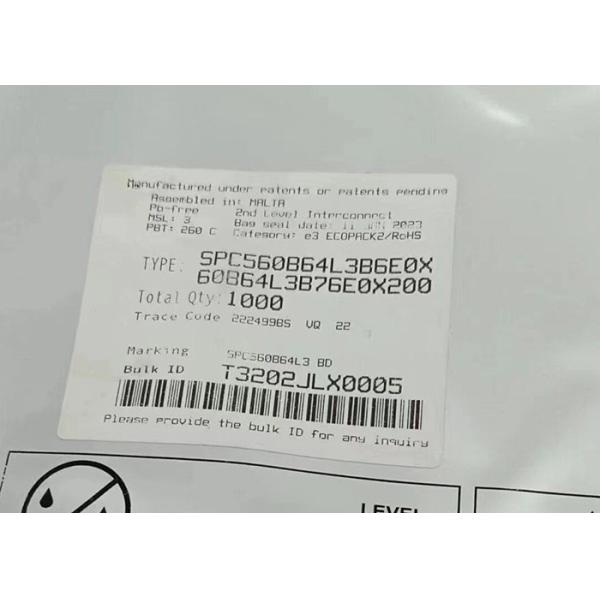 Manufactured under patents or patents pending
Assembled in: MALTA
Pb-free 2nd Level Interconnect
MSL: 3 Bag seal date: 11 JAN 2023
PBT: 260 C Category: e3 ECOPACK2/RoHS
TYPE: SPC560B64L3B6E0X
60B64L3B76E0X200
Total Qty: 1000
Trace Code 22249985 VQ 22
Marking SPC560B64L3 BD
Bulk ID T3202JLX0005
Please provide the bulk ID for any inquiry
LEVEL